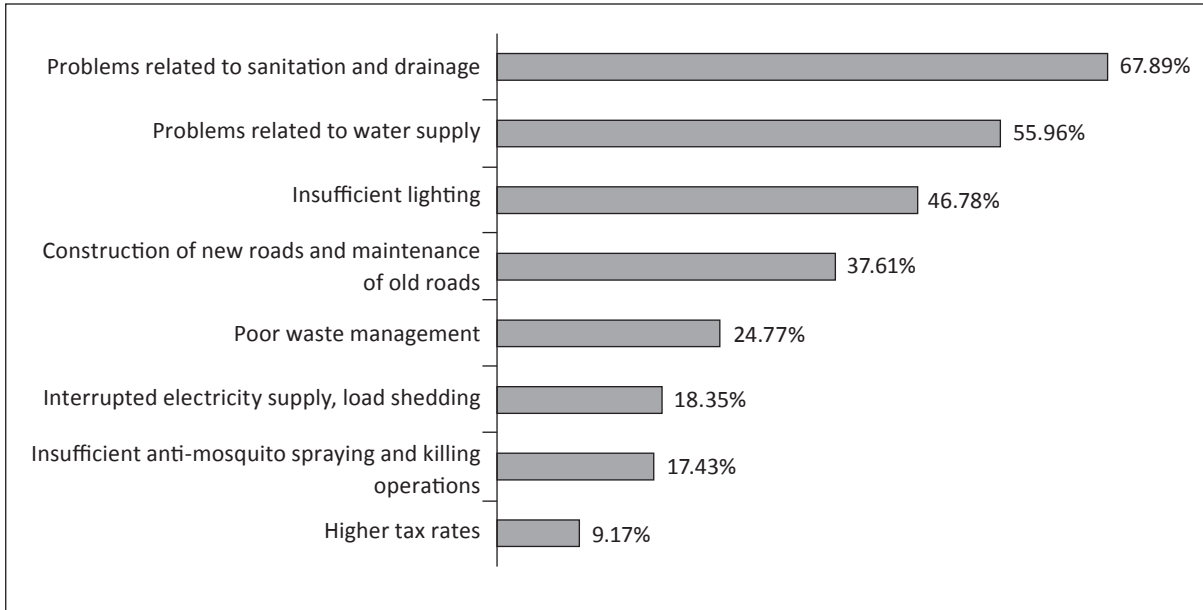 Problems related to sanitation and drainage
67.89%
Problems related to water supply
55.96%
Insufficient lighting
46.78%
Construction of new roads and maintenance
of old roads
37.61%
Poor waste management
24.77%
Interrupted electricity supply, load shedding
18.35%
Insufficient anti-mosquito spraying and killing
operations
17.43%
Higher tax rates
9.17%